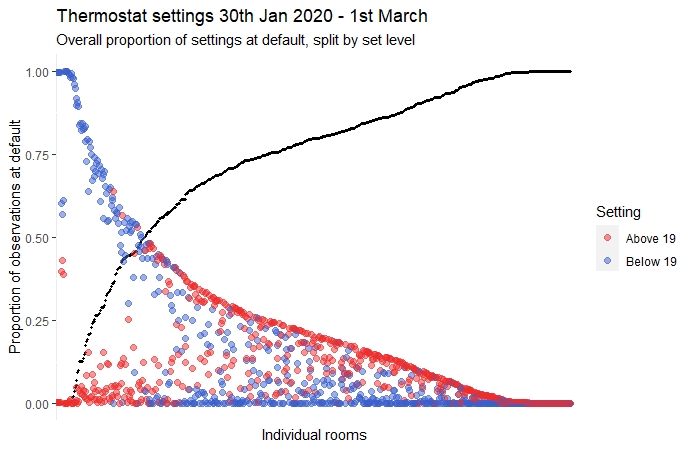 Thermostat settings 30th Jan 2020 - 1st March
Overall proportion of settings at default, split by set level
Proportion of observations at default
1.00
0.75
0.50
0.25
0.00
Individual rooms
Setting
Above 19
Below 19